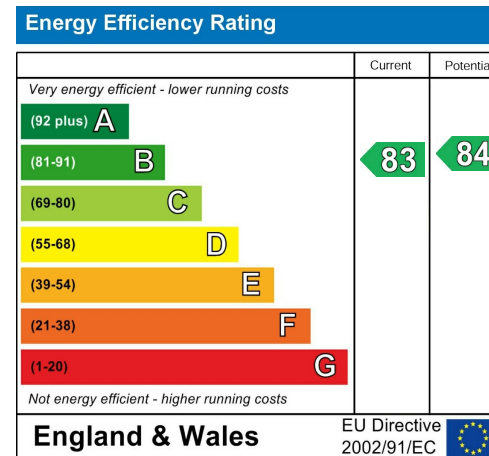 Energy Efficiency Rating
Current Potentia
Very energy efficient - lower running costs
(92 plus) A
(81-91) B 83 84
(69-80) C
(55-68) D
(39-54) E
(21-38) F
(1-20) G
Not energy efficient - higher running costs
England & Wales
EU Directive
2002/91/EC